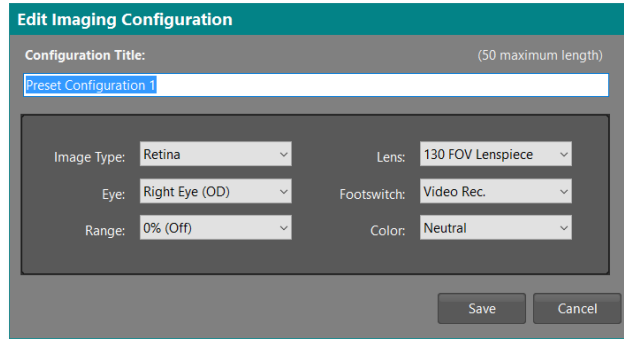 Edit Imaging Configuration
Configuration Title: (50 maximum length)
Preset Configuration 1
Image Type: Retina Lens: 130 FOV Lenspiece
Eye: Right Eye (OD) Footswitch: Video Rec.
Range: 0% (Off) Color: Neutral
Save Cancel